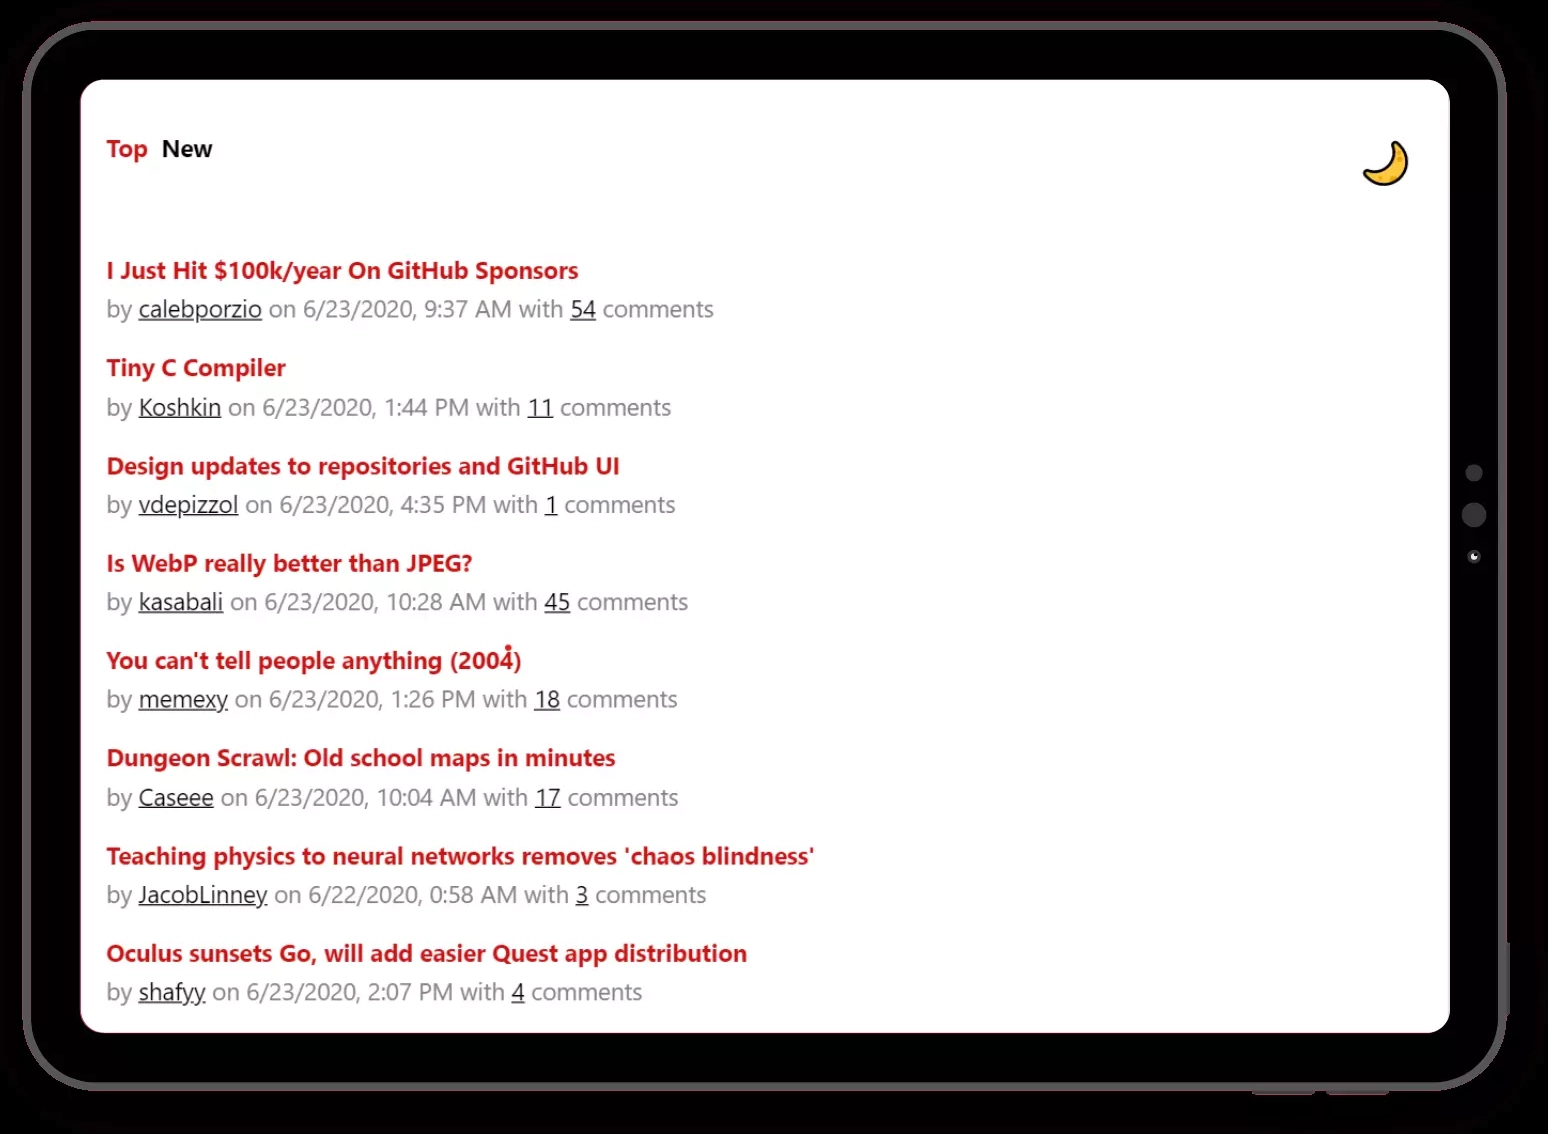 Top New
I Just Hit $100k/year On GitHub Sponsors
by calebporzio on 6/23/2020, 9:37 AM with 54 comments
Tiny C Compiler
by Koshkin on 6/23/2020, 1:44 PM with 11 comments
Design updates to repositories and GitHub UI
by vdepizzol on 6/23/2020, 4:35 PM with 1 comments
Is WebP really better than JPEG?
by kasabali on 6/23/2020, 10:28 AM with 45 comments
You can't tell people anything (2004)
by memexy on 6/23/2020, 1:26 PM with 18 comments
Dungeon Scrawl: Old school maps in minutes
by Caseee on 6/23/2020, 10:04 AM with 17 comments
Teaching physics to neural networks removes 'chaos blindness'
by JacobLinney on 6/22/2020, 0:58 AM with 3 comments
Oculus sunsets Go, will add easier Quest app distribution
by shafyy on 6/23/2020, 2:07 PM with 4 comments